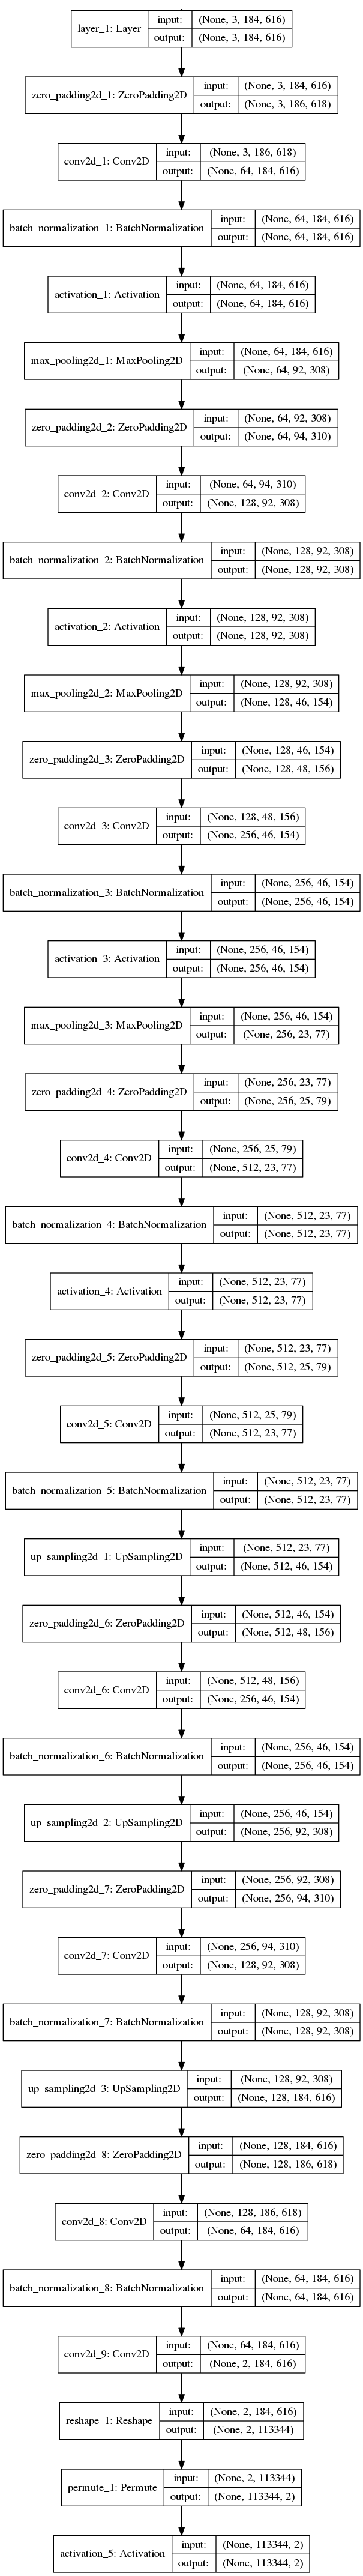 layer_1: Layer
input: (None, 3, 184, 616)
output: (None, 3, 184, 616)
zero_padding2d_1: ZeroPadding2D
input: (None, 3, 184, 616)
output: (None, 3, 186, 618)
conv2d_1: Conv2D
input: (None, 3, 186, 618)
output: (None, 64, 184, 616)
batch_normalization_1: BatchNormalization
input: (None, 64, 184, 616)
output: (None, 64, 184, 616)
activation_1: Activation
input: (None, 64, 184, 616)
output: (None, 64, 184, 616)
max_pooling2d_1: MaxPooling2D
input: (None, 64, 184, 616)
output: (None, 64, 92, 308)
zero_padding2d_2: ZeroPadding2D
input: (None, 64, 92, 308)
output: (None, 64, 94, 310)
conv2d_2: Conv2D
input: (None, 64, 94, 310)
output: (None, 128, 92, 308)
batch_normalization_2: BatchNormalization
input: (None, 128, 92, 308)
output: (None, 128, 92, 308)
activation_2: Activation
input: (None, 128, 92, 308)
output: (None, 128, 92, 308)
max_pooling2d_2: MaxPooling2D
input: (None, 128, 92, 308)
output: (None, 128, 46, 154)
zero_padding2d_3: ZeroPadding2D
input: (None, 128, 46, 154)
output: (None, 128, 48, 156)
conv2d_3: Conv2D
input: (None, 128, 48, 156)
output: (None, 256, 46, 154)
batch_normalization_3: BatchNormalization
input: (None, 256, 46, 154)
output: (None, 256, 46, 154)
activation_3: Activation
input: (None, 256, 46, 154)
output: (None, 256, 46, 154)
max_pooling2d_3: MaxPooling2D
input: (None, 256, 46, 154)
output: (None, 256, 23, 77)
zero_padding2d_4: ZeroPadding2D
input: (None, 256, 23, 77)
output: (None, 256, 25, 79)
conv2d_4: Conv2D
input: (None, 256, 25, 79)
output: (None, 512, 23, 77)
batch_normalization_4: BatchNormalization
input: (None, 512, 23, 77)
output: (None, 512, 23, 77)
activation_4: Activation
input: (None, 512, 23, 77)
output: (None, 512, 23, 77)
zero_padding2d_5: ZeroPadding2D
input: (None, 512, 23, 77)
output: (None, 512, 25, 79)
conv2d_5: Conv2D
input: (None, 512, 25, 79)
output: (None, 512, 23, 77)
batch_normalization_5: BatchNormalization
input: (None, 512, 23, 77)
output: (None, 512, 23, 77)
up_sampling2d_1: UpSampling2D
input: (None, 512, 23, 77)
output: (None, 512, 46, 154)
zero_padding2d_6: ZeroPadding2D
input: (None, 512, 46, 154)
output: (None, 512, 48, 156)
conv2d_6: Conv2D
input: (None, 512, 48, 156)
output: (None, 256, 46, 154)
batch_normalization_6: BatchNormalization
input: (None, 256, 46, 154)
output: (None, 256, 46, 154)
up_sampling2d_2: UpSampling2D
input: (None, 256, 46, 154)
output: (None, 256, 92, 308)
zero_padding2d_7: ZeroPadding2D
input: (None, 256, 92, 308)
output: (None, 256, 94, 310)
conv2d_7: Conv2D
input: (None, 256, 94, 310)
output: (None, 128, 92, 308)
batch_normalization_7: BatchNormalization
input: (None, 128, 92, 308)
output: (None, 128, 92, 308)
up_sampling2d_3: UpSampling2D
input: (None, 128, 92, 308)
output: (None, 128, 184, 616)
zero_padding2d_8: ZeroPadding2D
input: (None, 128, 184, 616)
output: (None, 128, 186, 618)
conv2d_8: Conv2D
input: (None, 128, 186, 618)
output: (None, 64, 184, 616)
batch_normalization_8: BatchNormalization
input: (None, 64, 184, 616)
output: (None, 64, 184, 616)
conv2d_9: Conv2D
input: (None, 64, 184, 616)
output: (None, 2, 184, 616)
reshape_1: Reshape
input: (None, 2, 184, 616)
output: (None, 2, 113344)
permute_1: Permute
input: (None, 2, 113344)
output: (None, 113344, 2)
activation_5: Activation
input: (None, 113344, 2)
output: (None, 113344, 2)